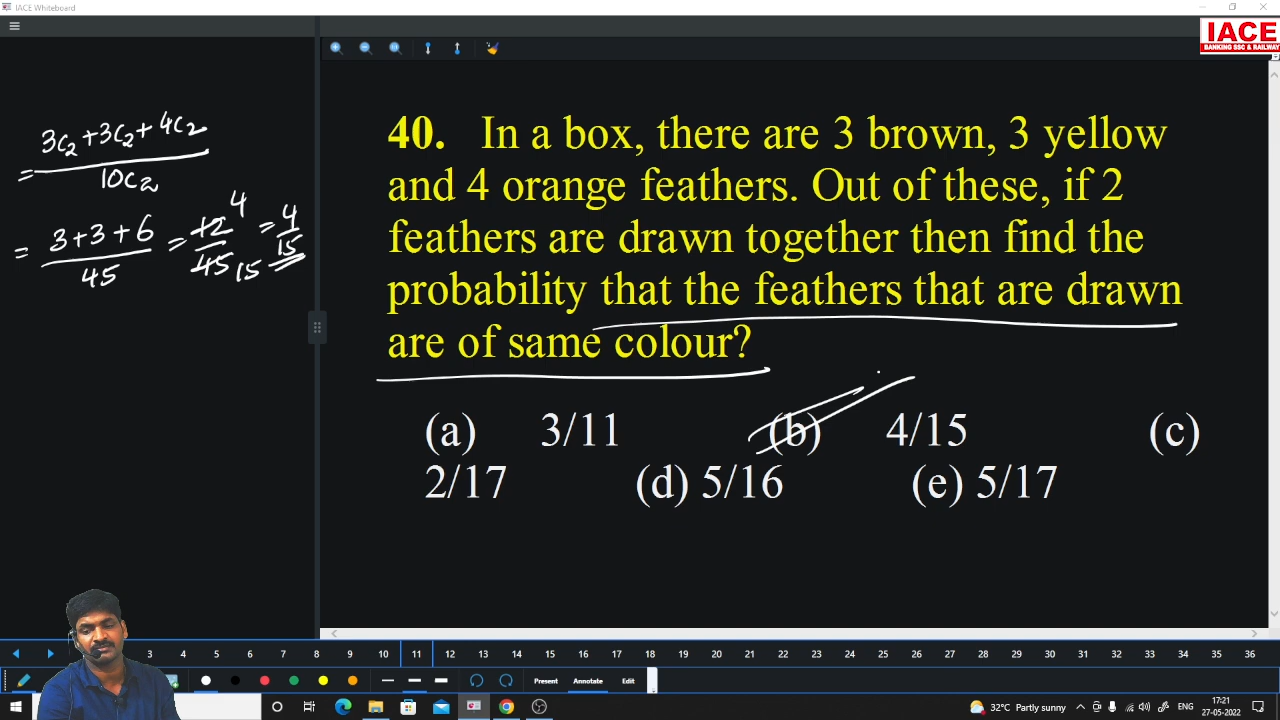 IACE Whiteboard
IACE
BANKING SSC & RAILWAY
3c2 + 3c2 + 4c2
=
10c2
= 3+3+6 = 12 4 = 4
45 45 15 15
40. In a box, there are 3 brown, 3 yellow
and 4 orange feathers. Out of these, if 2
feathers are drawn together then find the
probability that the feathers that are drawn
are of same colour?
(a) 3/11 (b) 4/15 (c)
2/17 (d) 5/16 (e) 5/17
3 4 5 6 7 8 9 10 11 12 13 14 15 16 17 18 19 20 21 22 23 24 25 26 27 28 29 30 31 32 33 34 35 36
Present Annotate Edit
32°C Partly sunny ENG 17:21
27-05-2022